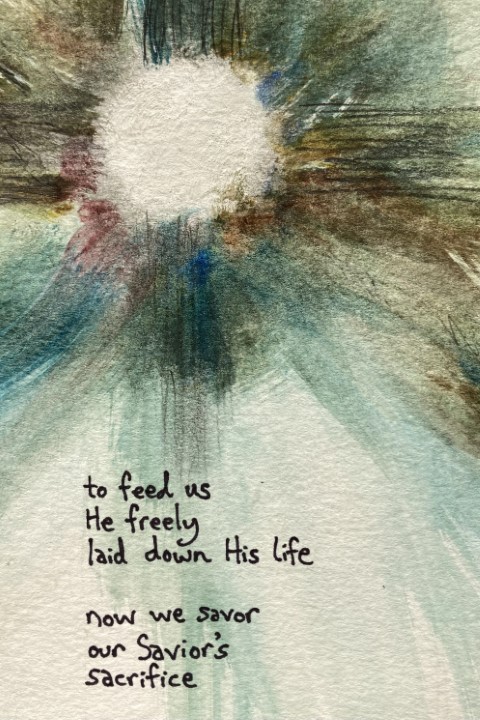 to feed us
He freely
laid down His life
now we savor
our Savior's
sacrifice